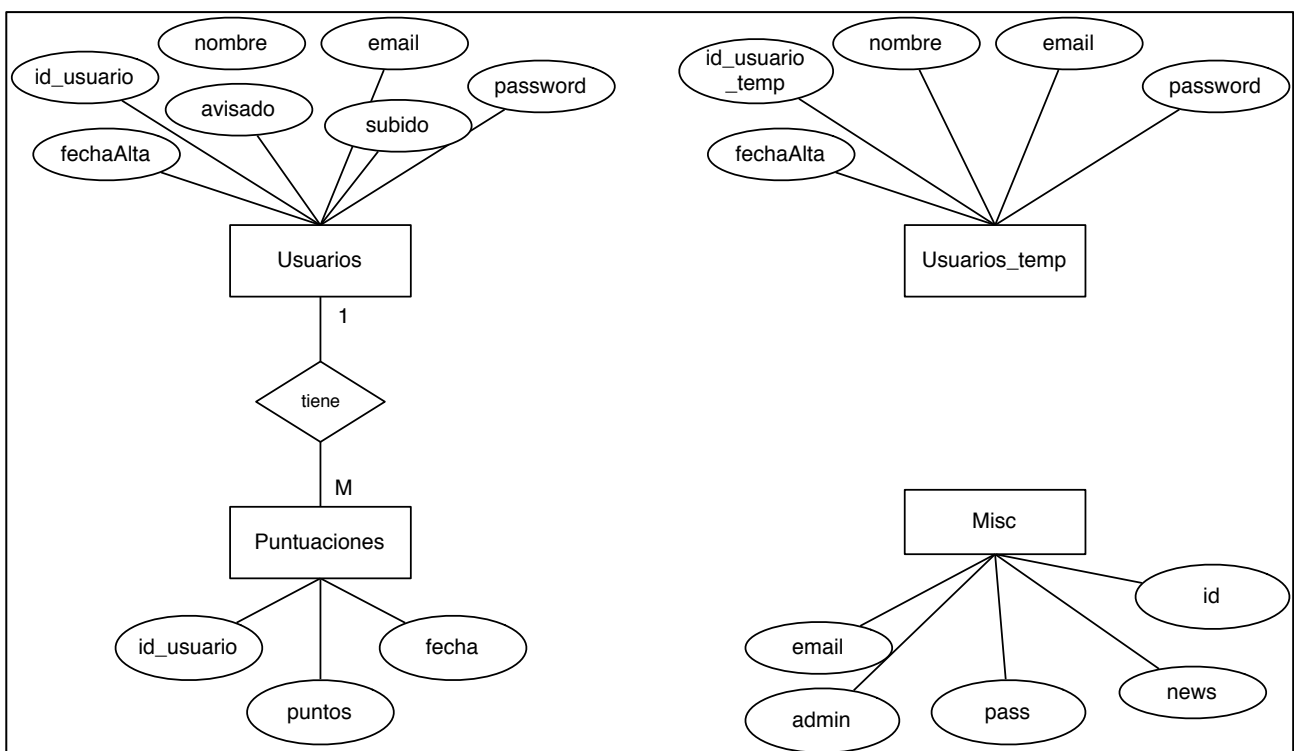 nombre
email
id_usuario
avisado
subido
password
fechaAlta
Usuarios
1
tiene
M
Puntuaciones
id_usuario
fecha
puntos
nombre
email
id_usuario
_temp
password
fechaAlta
Usuarios_temp
Misc
id
email
admin
pass
news